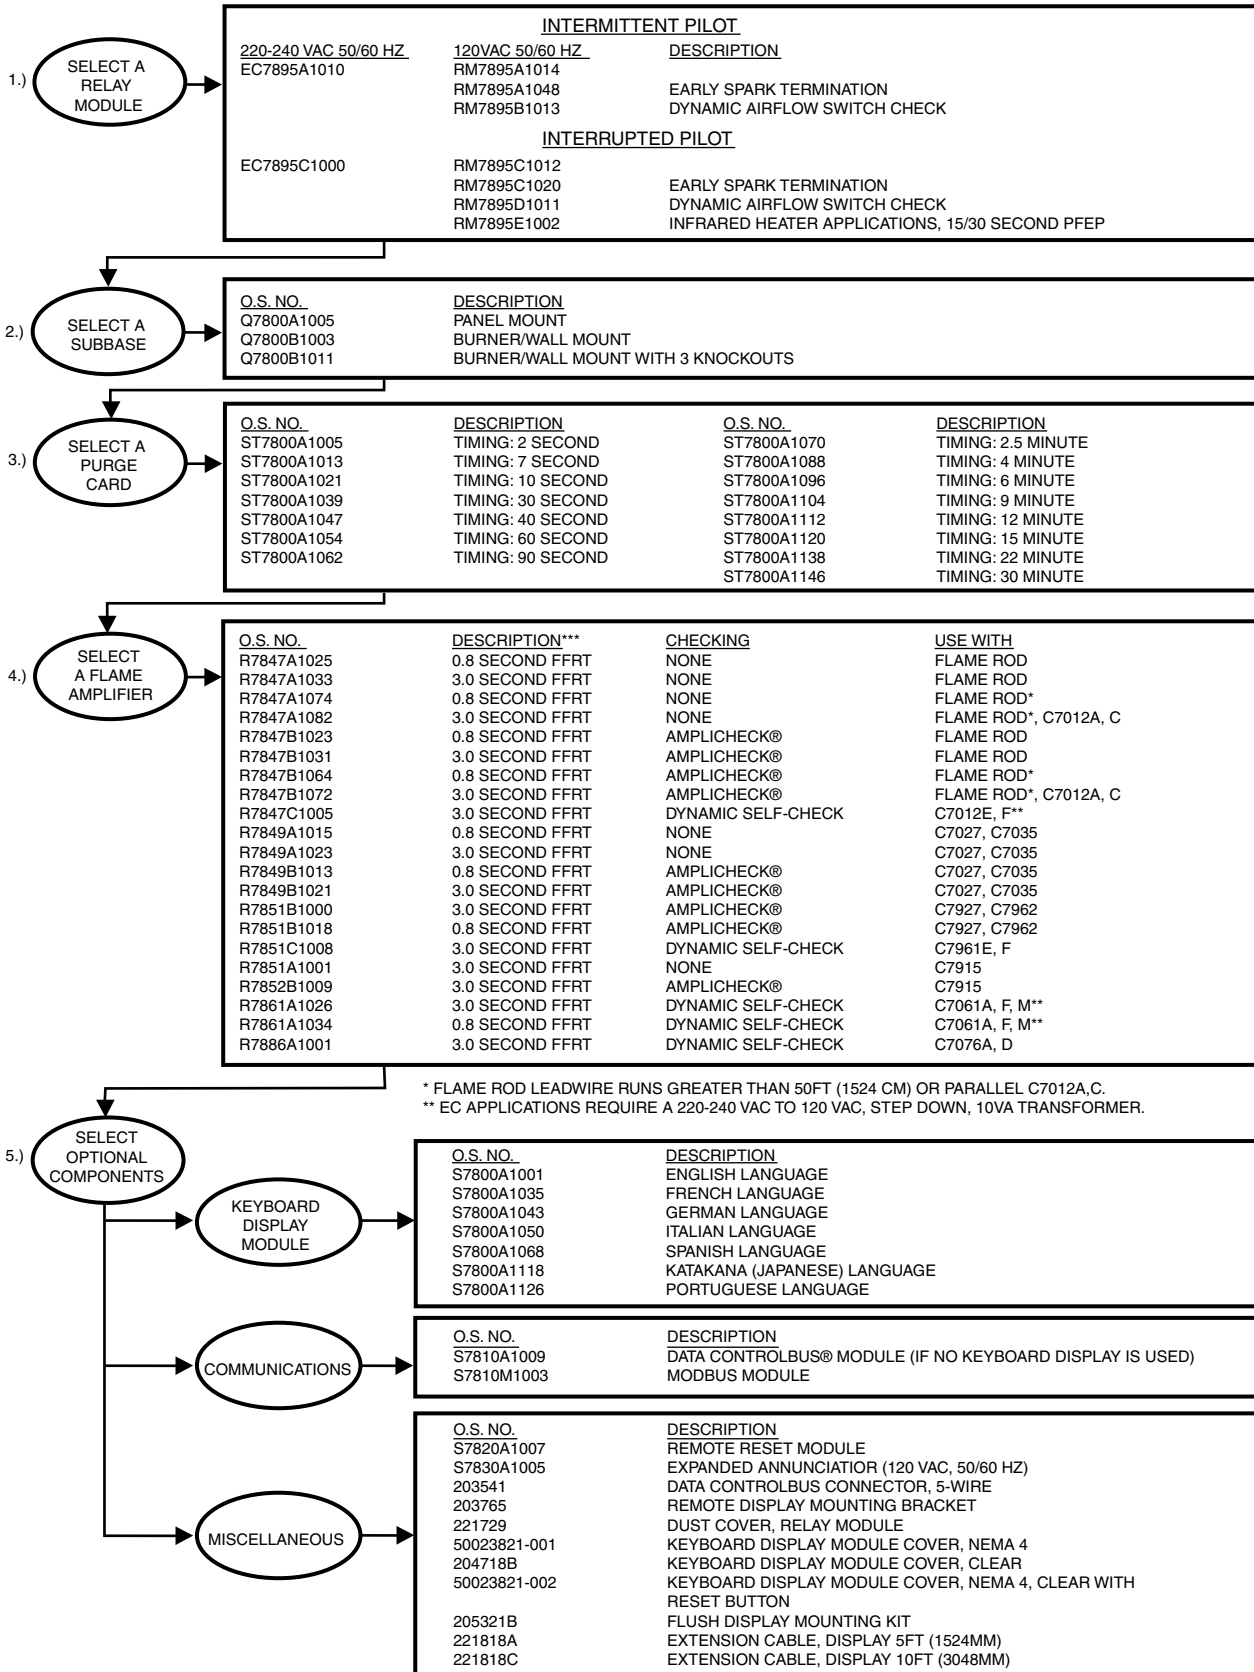 INTERMITTENT PILOT
220-240 VAC 50/60 HZ 120VAC 50/60 HZ DESCRIPTION
1.) SELECT A
RELAY
MODULE
EC7895A1010 RM7895A1014
RM7895A1048 EARLY SPARK TERMINATION
RM7895B1013 DYNAMIC AIRFLOW SWITCH CHECK
INTERRUPTED PILOT
EC7895C1000 RM7895C1012
RM7895C1020 EARLY SPARK TERMINATION
RM7895D1011 DYNAMIC AIRFLOW SWITCH CHECK
RM7895E1002 INFRARED HEATER APPLICATIONS, 15/30 SECOND PFEP
2.) SELECT A
SUBBASE
O.S. NO. DESCRIPTION
Q7800A1005 PANEL MOUNT
Q7800B1003 BURNER/WALL MOUNT
Q7800B1011 BURNER/WALL MOUNT WITH 3 KNOCKOUTS
3.) SELECT A
PURGE
CARD
O.S. NO. DESCRIPTION O.S. NO. DESCRIPTION
ST7800A1005 TIMING: 2 SECOND ST7800A1070 TIMING: 2.5 MINUTE
ST7800A1013 TIMING: 7 SECOND ST7800A1088 TIMING: 4 MINUTE
ST7800A1021 TIMING: 10 SECOND ST7800A1096 TIMING: 6 MINUTE
ST7800A1039 TIMING: 30 SECOND ST7800A1104 TIMING: 9 MINUTE
ST7800A1047 TIMING: 40 SECOND ST7800A1112 TIMING: 12 MINUTE
ST7800A1054 TIMING: 60 SECOND ST7800A1120 TIMING: 15 MINUTE
ST7800A1062 TIMING: 90 SECOND ST7800A1138 TIMING: 22 MINUTE
ST7800A1146 TIMING: 30 MINUTE
4.) SELECT
A FLAME
AMPLIFIER
O.S. NO. DESCRIPTION*** CHECKING USE WITH
R7847A1025 0.8 SECOND FFRT NONE FLAME ROD
R7847A1033 3.0 SECOND FFRT NONE FLAME ROD
R7847A1074 0.8 SECOND FFRT NONE FLAME ROD*
R7847A1082 3.0 SECOND FFRT NONE FLAME ROD*, C7012A, C
R7847B1023 0.8 SECOND FFRT AMPLICHECK® FLAME ROD
R7847B1031 3.0 SECOND FFRT AMPLICHECK® FLAME ROD
R7847B1064 0.8 SECOND FFRT AMPLICHECK® FLAME ROD*
R7847B1072 3.0 SECOND FFRT AMPLICHECK® FLAME ROD*, C7012A, C
R7847C1005 3.0 SECOND FFRT DYNAMIC SELF-CHECK C7012E, F**
R7849A1015 0.8 SECOND FFRT NONE C7027, C7035
R7849A1023 3.0 SECOND FFRT NONE C7027, C7035
R7849B1013 0.8 SECOND FFRT AMPLICHECK® C7027, C7035
R7849B1021 3.0 SECOND FFRT AMPLICHECK® C7027, C7035
R7851B1000 3.0 SECOND FFRT AMPLICHECK® C7927, C7962
R7851B1018 0.8 SECOND FFRT AMPLICHECK® C7927, C7962
R7851C1008 3.0 SECOND FFRT DYNAMIC SELF-CHECK C7961E, F
R7851A1001 3.0 SECOND FFRT NONE C7915
R7852B1009 3.0 SECOND FFRT AMPLICHECK® C7915
R7861A1026 3.0 SECOND FFRT DYNAMIC SELF-CHECK C7061A, F, M**
R7861A1034 0.8 SECOND FFRT DYNAMIC SELF-CHECK C7061A, F, M**
R7886A1001 3.0 SECOND FFRT DYNAMIC SELF-CHECK C7076A, D
* FLAME ROD LEADWIRE RUNS GREATER THAN 50FT (1524 CM) OR PARALLEL C7012A,C.
** EC APPLICATIONS REQUIRE A 220-240 VAC TO 120 VAC, STEP DOWN, 10VA TRANSFORMER.
5.) SELECT
OPTIONAL
COMPONENTS
KEYBOARD
DISPLAY
MODULE
O.S. NO. DESCRIPTION
S7800A1001 ENGLISH LANGUAGE
S7800A1035 FRENCH LANGUAGE
S7800A1043 GERMAN LANGUAGE
S7800A1050 ITALIAN LANGUAGE
S7800A1068 SPANISH LANGUAGE
S7800A1118 KATAKANA (JAPANESE) LANGUAGE
S7800A1126 PORTUGUESE LANGUAGE
COMMUNICATIONS
O.S. NO. DESCRIPTION
S7810A1009 DATA CONTROLBUS® MODULE (IF NO KEYBOARD DISPLAY IS USED)
S7810M1003 MODBUS MODULE
MISCELLANEOUS
O.S. NO. DESCRIPTION
S7820A1007 REMOTE RESET MODULE
S7830A1005 EXPANDED ANNUNCIATIOR (120 VAC, 50/60 HZ)
203541 DATA CONTROLBUS CONNECTOR, 5-WIRE
203765 REMOTE DISPLAY MOUNTING BRACKET
221729 DUST COVER, RELAY MODULE
50023821-001 KEYBOARD DISPLAY MODULE COVER, NEMA 4
204718B KEYBOARD DISPLAY MODULE COVER, CLEAR
50023821-002 KEYBOARD DISPLAY MODULE COVER, NEMA 4, CLEAR WITH
RESET BUTTON
205321B FLUSH DISPLAY MOUNTING KIT
221818A EXTENSION CABLE, DISPLAY 5FT (1524MM)
221818C EXTENSION CABLE, DISPLAY 10FT (3048MM)